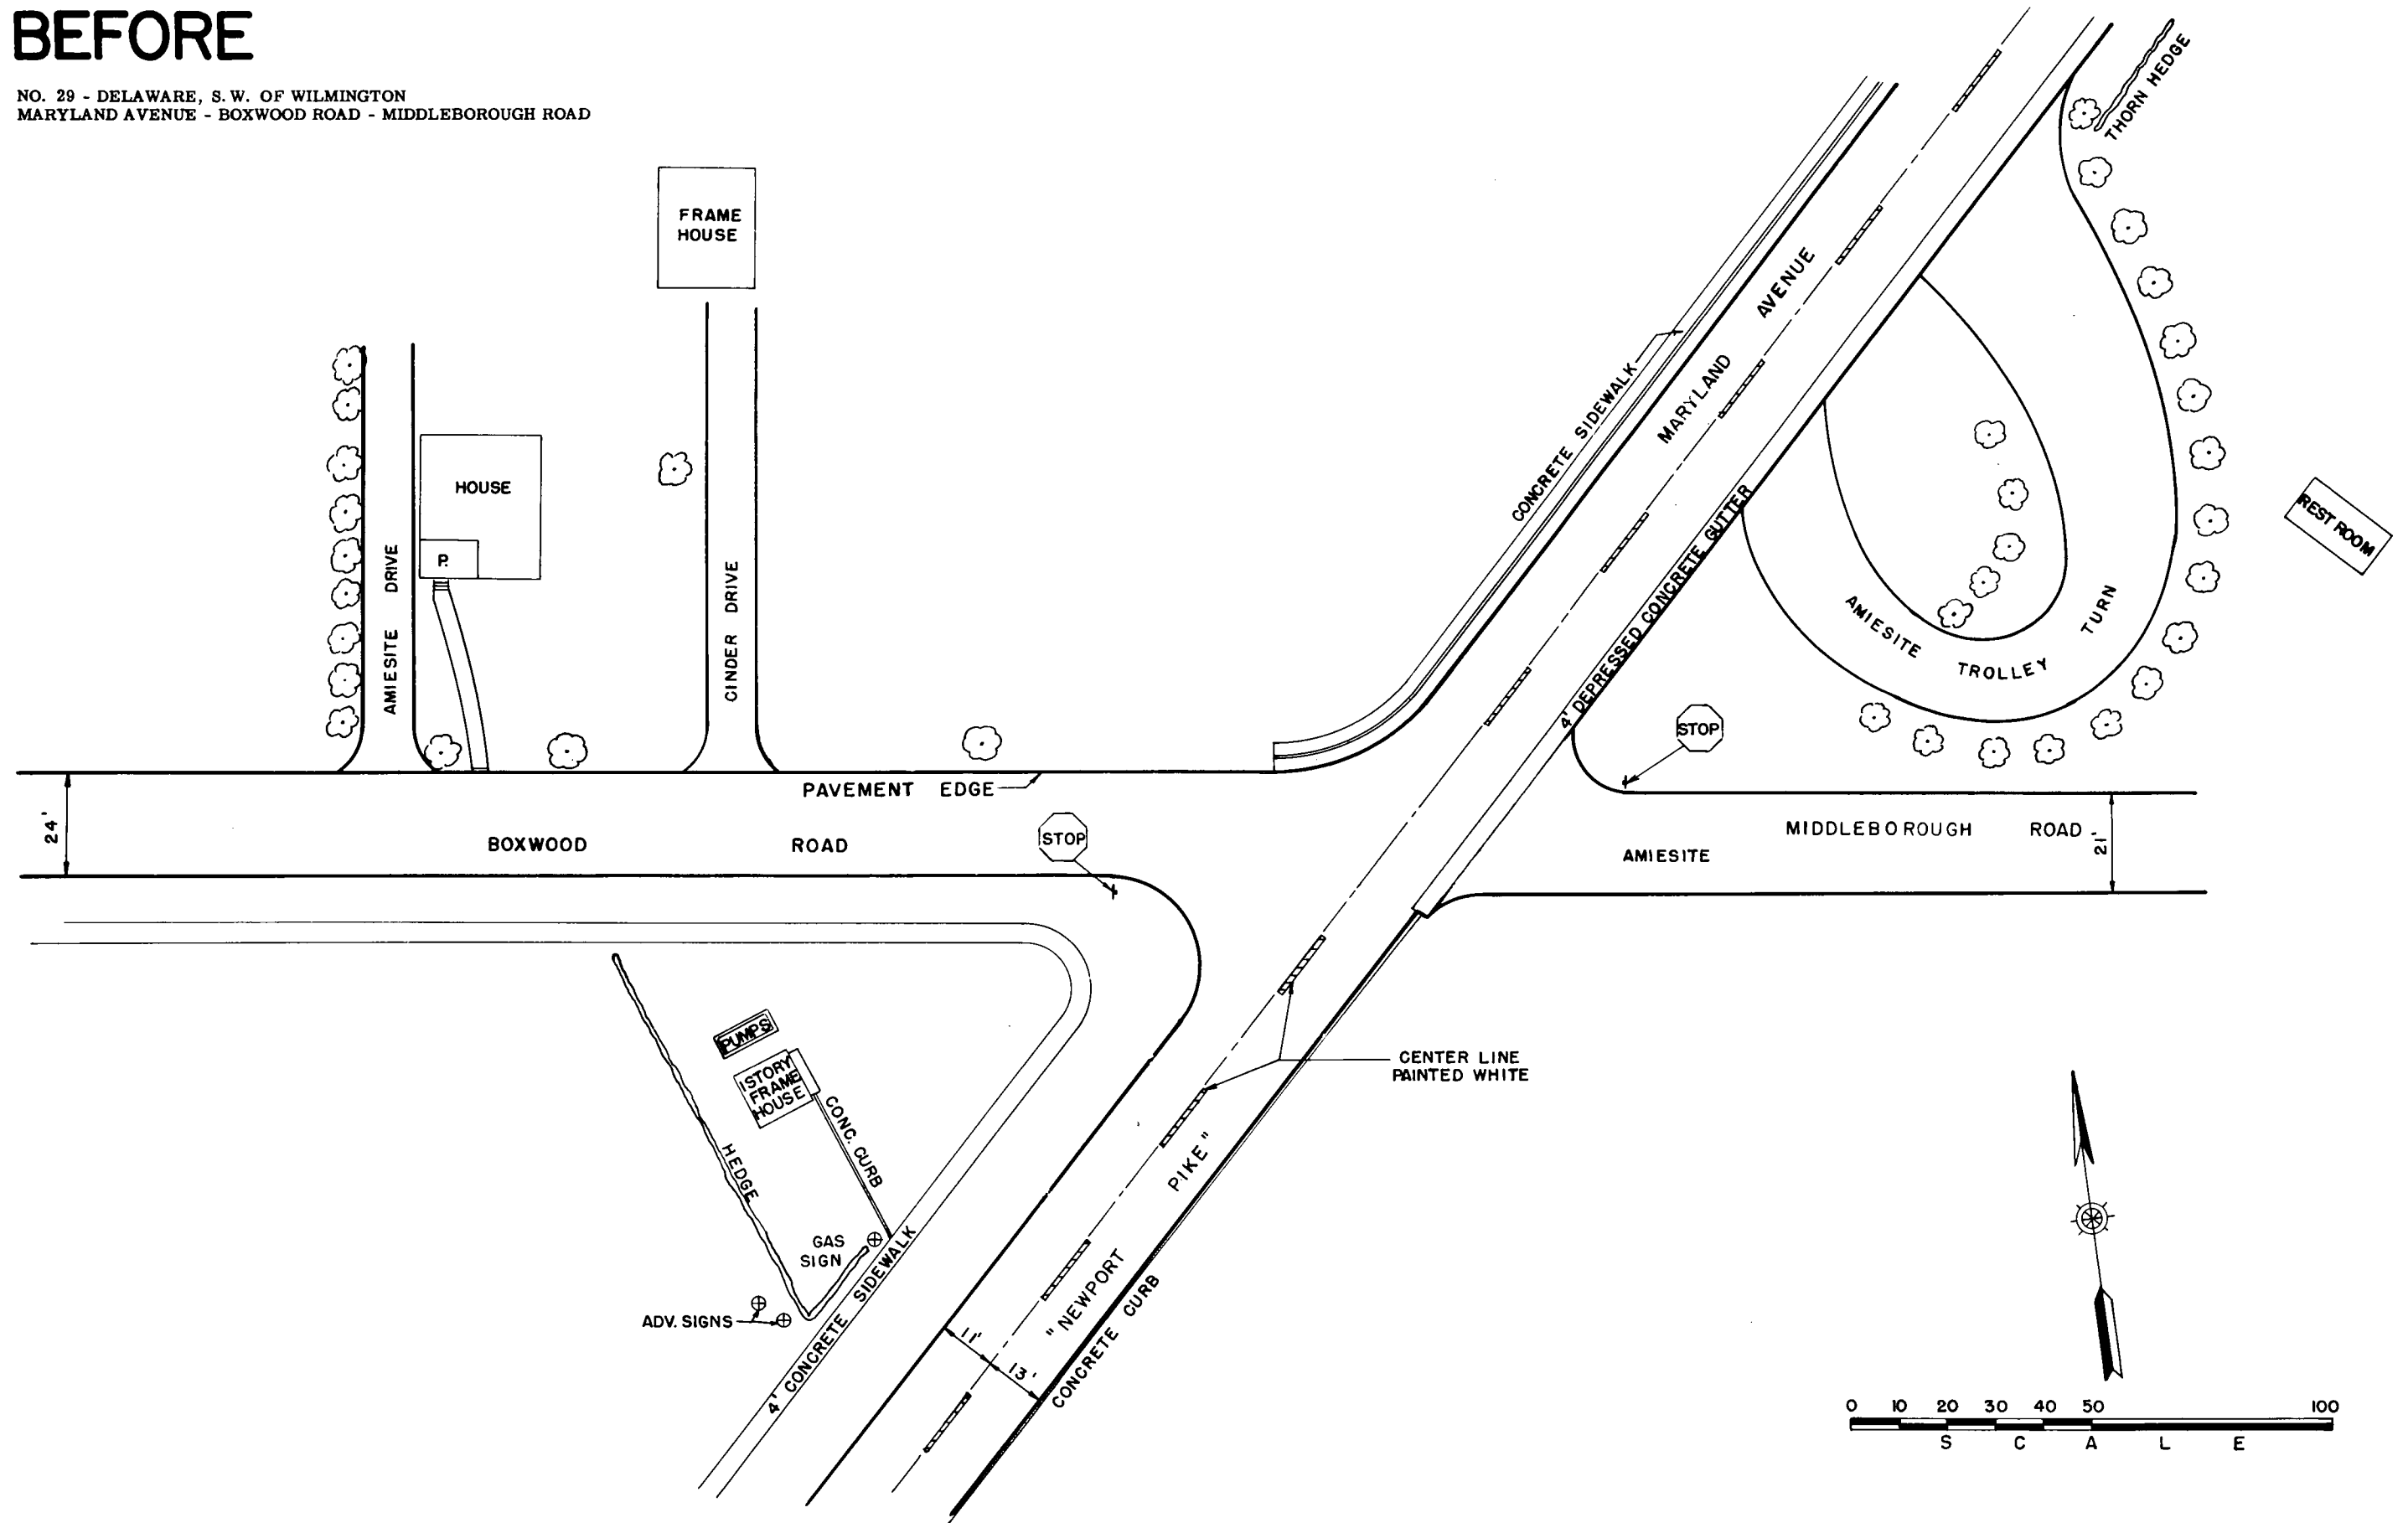 BEFORE
NO. 29 - DELAWARE, S.W. OF WILMINGTON
MARYLAND AVENUE - BOXWOOD ROAD - MIDDLEBOROUGH ROAD
THORN HEDGE
FRAME
HOUSE
HOUSE
P.
AMIESITE DRIVE
CINDER DRIVE
CONCRETE SIDEWALK
MARYLAND AVENUE
4' DEPRESSED CONCRETE GUTTER
REST ROOM
AMIESITE TROLLEY TURN
STOP
PAVEMENT EDGE
24'
BOXWOOD ROAD
STOP
MIDDLEBOROUGH ROAD
21'
AMIESITE
PUMPS
1STORY
FRAME
HOUSE
CONC. CURB
HEDGE
GAS
SIGN
ADV. SIGNS
4' CONCRETE SIDEWALK
CENTER LINE
PAINTED WHITE
"NEWPORT PIKE"
11'
13'
CONCRETE CURB
0 10 20 30 40 50 100
S C A L E